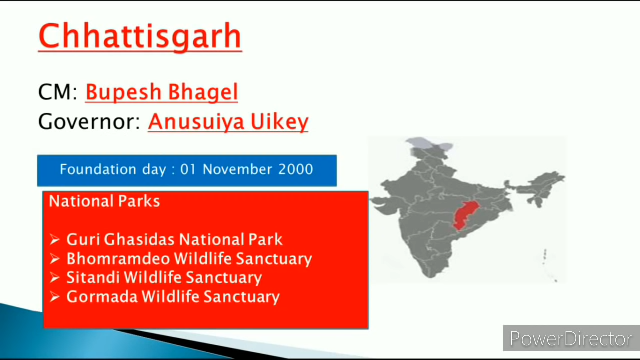 Chhattisgarh
CM: Bupesh Bhagel
Governor: Anusuiya Uikey
Foundation day : 01 November 2000
National Parks
➢ Guri Ghasidas National Park
➢ Bhomramdeo Wildlife Sanctuary
➢ Sitandi Wildlife Sanctuary
➢ Gormada Wildlife Sanctuary
PowerDirector